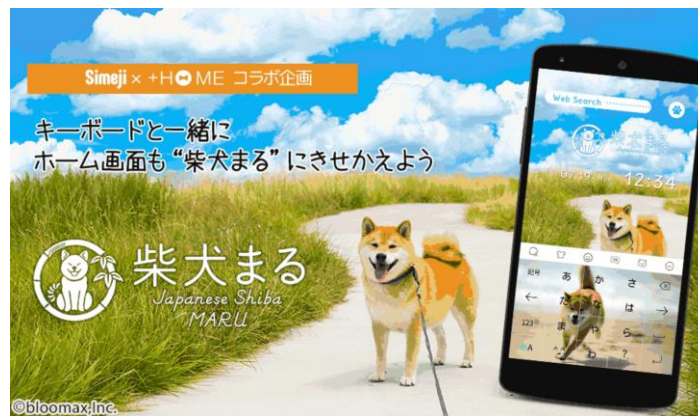 Simeji × +HOME コラボ企画
キーボードと一緒に
ホーム画面も“柴犬まる”にきせかえよう
柴犬まる
Japanese Shiba
MARU
©bloomax,Inc.
Web Search
柴犬まる
12:34
記号 あ か さ
← た な は →
123 ま や ら
A ^^ わ ?